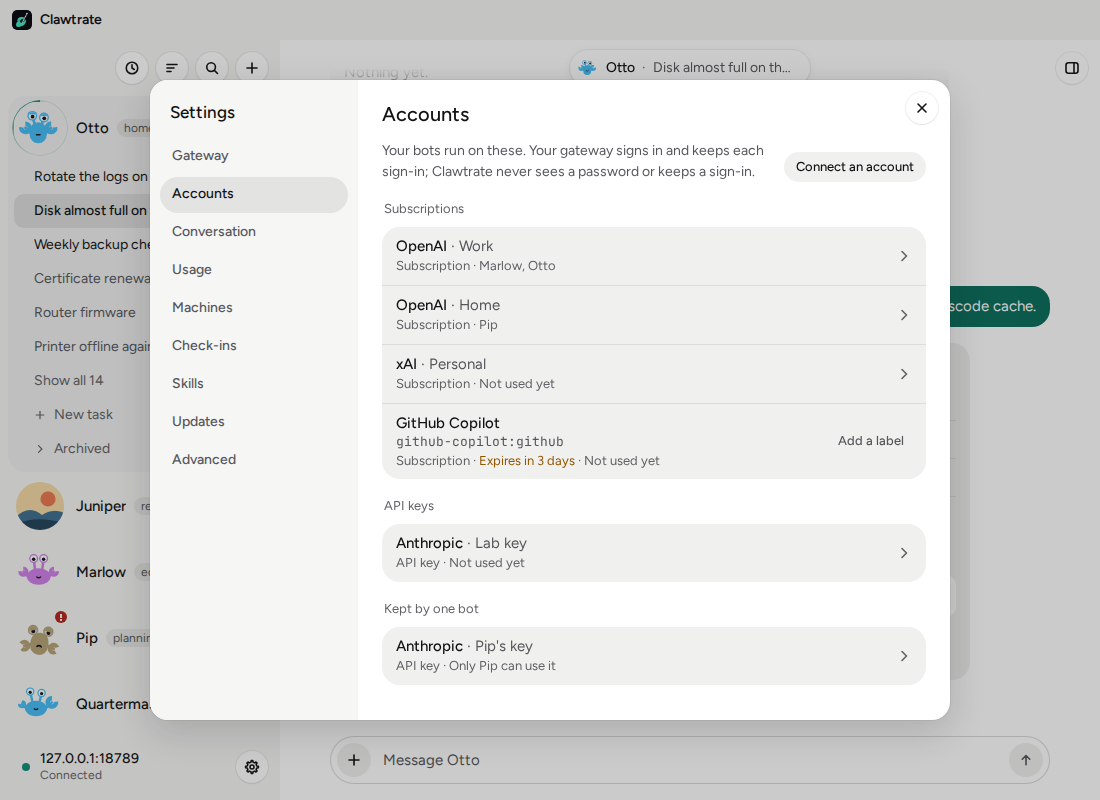 Clawtrate
Nothing yet.
Otto · Disk almost full on th...
Otto
Rotate the logs on
Disk almost full on
Weekly backup
Certificate
Router firmware
Printer offline
Show all 14
+ New task
Archived
Juniper
Marlow
Pip
127.0.0.1:18789
Connected
Settings
Gateway
Accounts
Conversation
Usage
Machines
Check-ins
Skills
Updates
Advanced
Accounts
Your bots run on these. Your gateway signs in and keeps each
sign-in; Clawtrate never sees a password or keeps a sign-in.
Connect an account
Subscriptions
OpenAI · Work
Subscription · Marlow, Otto
OpenAI · Home
Subscription · Pip
xAI · Personal
Subscription · Not used yet
GitHub Copilot
github-copilot:github
Subscription · Expires in 3 days · Not used yet
Add a label
API keys
Anthropic · Lab key
API key · Not used yet
Kept by one bot
Anthropic · Pip's key
API key · Only Pip can use it
cache.
Message Otto